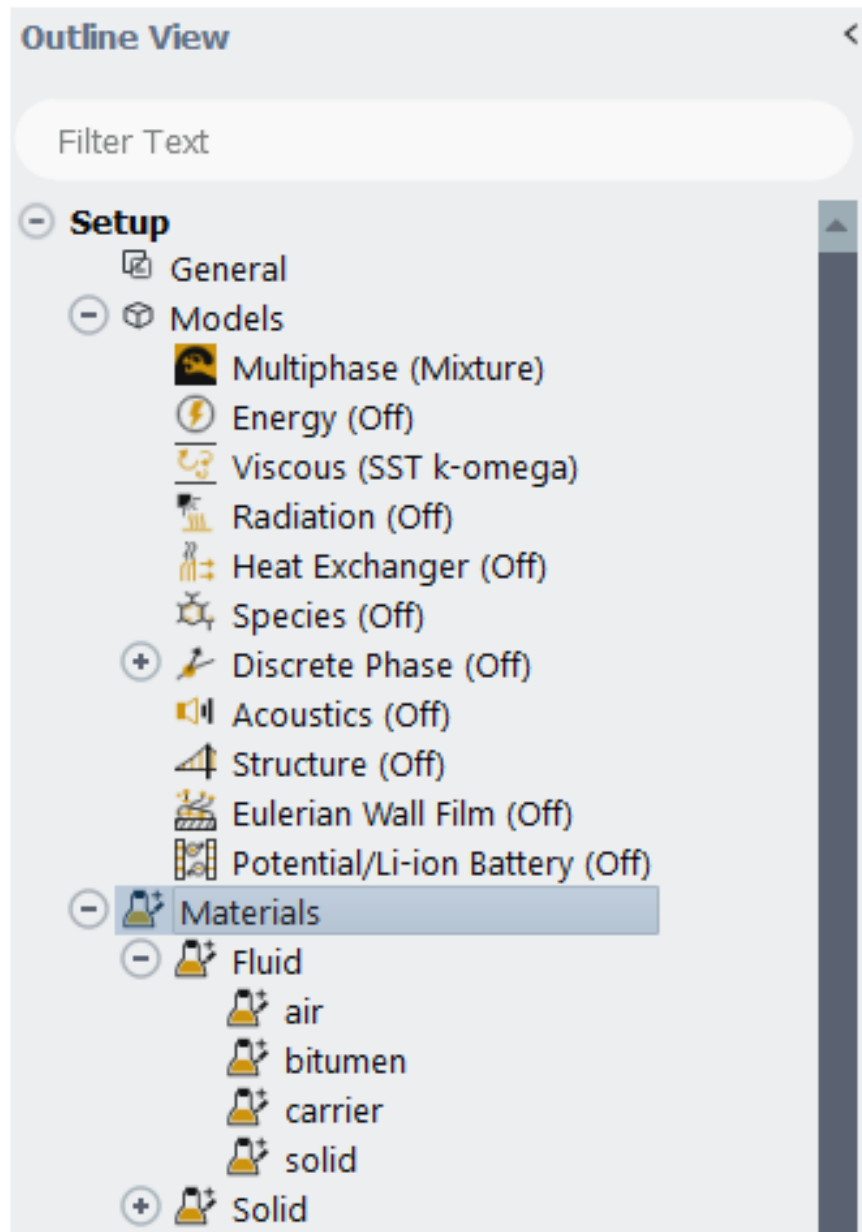 Outline View
Filter Text
Setup
General
Models
Multiphase (Mixture)
Energy (Off)
Viscous (SST k-omega)
Radiation (Off)
Heat Exchanger (Off)
Species (Off)
Discrete Phase (Off)
Acoustics (Off)
Structure (Off)
Eulerian Wall Film (Off)
Potential/Li-ion Battery (Off)
Materials
Fluid
air
bitumen
carrier
solid
Solid